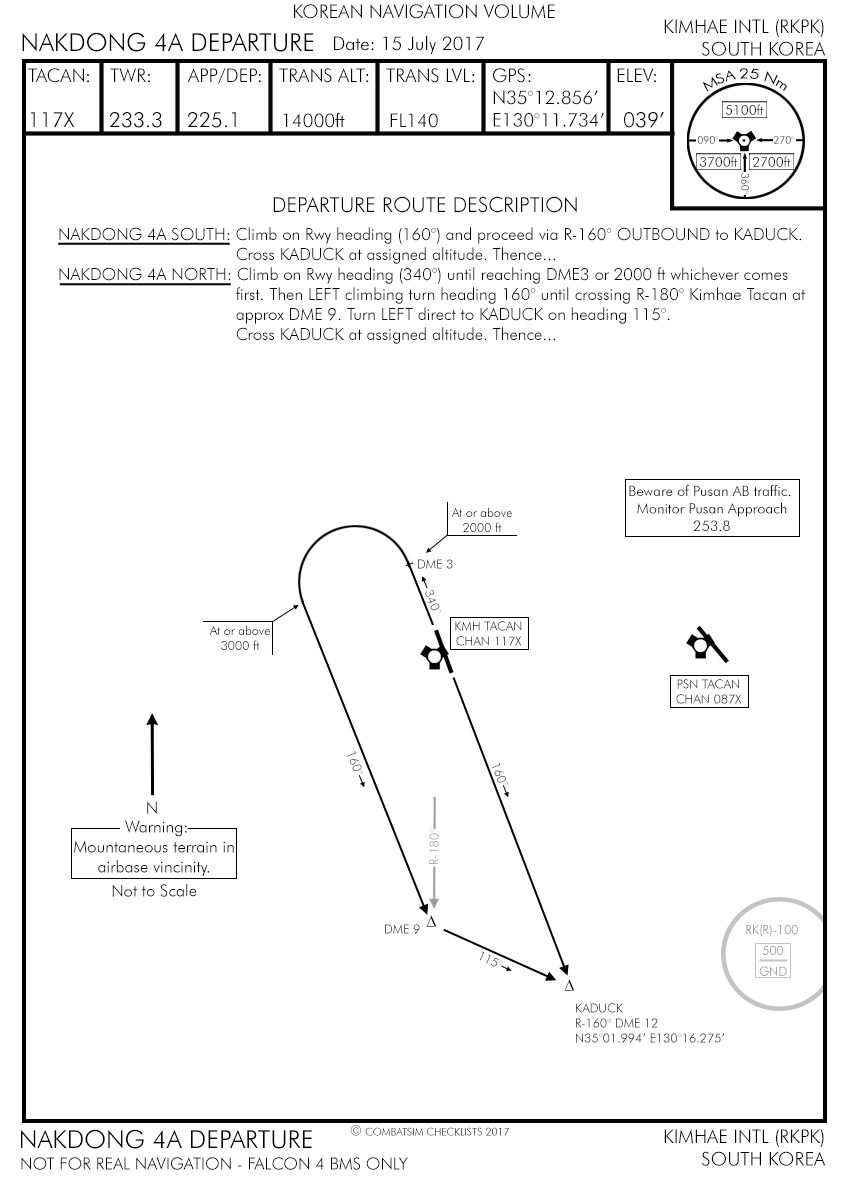 KOREAN NAVIGATION VOLUME
NAKDONG 4A DEPARTURE Date: 15 July 2017
KIMHAE INTL (RKPK)
SOUTH KOREA
TACAN: TWR: APP/DEP: TRANS ALT: TRANS LVL: GPS: ELEV:
N35°12.856'
117X 233.3 225.1 14000ft FL140 E130°11.734' 039'
MSA 25 Nm
5100ft
090° 270°
3700ft 2700ft
360°
DEPARTURE ROUTE DESCRIPTION
NAKDONG 4A SOUTH: Climb on Rwy heading (160°) and proceed via R-160° OUTBOUND to KADUCK.
Cross KADUCK at assigned altitude. Thence...
NAKDONG 4A NORTH: Climb on Rwy heading (340°) until reaching DME3 or 2000 ft whichever comes
first. Then LEFT climbing turn heading 160° until crossing R-180° Kimhae Tacan at
approx DME 9. Turn LEFT direct to KADUCK on heading 115°.
Cross KADUCK at assigned altitude. Thence...
Beware of Pusan AB traffic.
Monitor Pusan Approach
253.8
At or above
2000 ft
DME 3
340°
At or above
3000 ft
KMH TACAN
CHAN 117X
PSN TACAN
CHAN 087X
160°
160°
N
Warning:
Mountaneous terrain in
airbase vincinity.
Not to Scale
R-180°
DME 9
115°
RK(R)-100
500
GND
KADUCK
R-160° DME 12
N35°01.994' E130°16.275'
NAKDONG 4A DEPARTURE
© COMBATSIM CHECKLISTS 2017
KIMHAE INTL (RKPK)
NOT FOR REAL NAVIGATION - FALCON 4 BMS ONLY
SOUTH KOREA